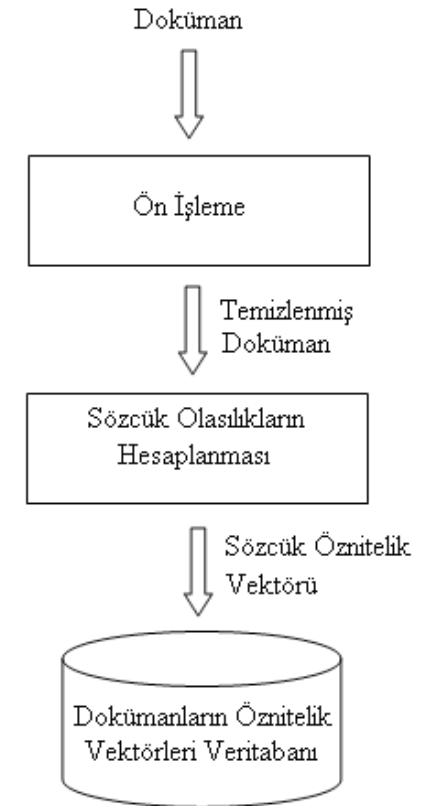 Doküman
Ön İşleme
Temizlenmiş
Doküman
Sözcük Olasılıkların
Hesaplanması
Sözcük Öznitelik
Vektörü
Dokümanların Öznitelik
Vektörleri Veritabanı